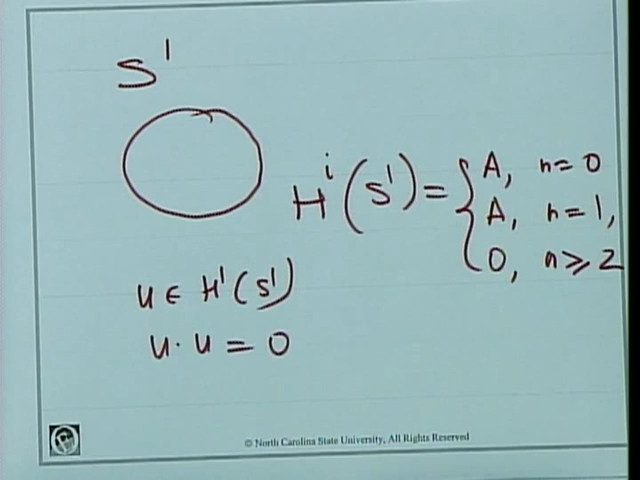 S¹
Hⁱ(S¹) = { A, n=0
A, n=1,
0, n⩾2
u ∈ H¹(S¹)
u · u = 0
© North Carolina State University, All Rights Reserved